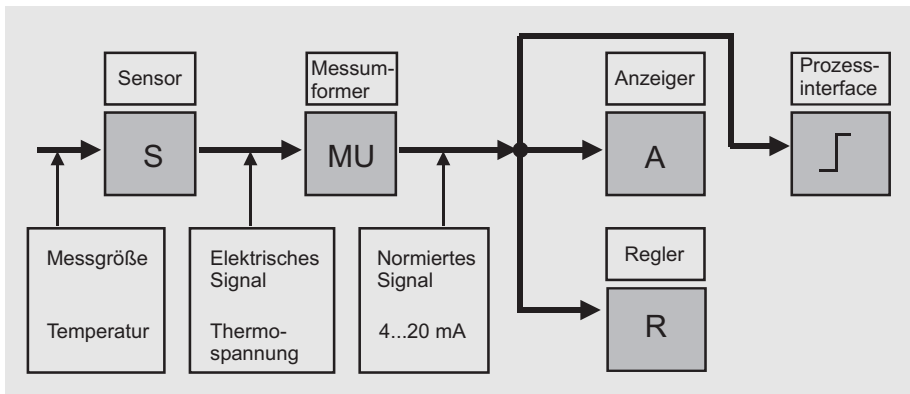 Sensor
Messum-
former
Anzeiger
Prozess-
interface
S
MU
A
Messgröße
Temperatur
Elektrisches
Signal
Thermo-
spannung
Normiertes
Signal
4...20 mA
Regler
R